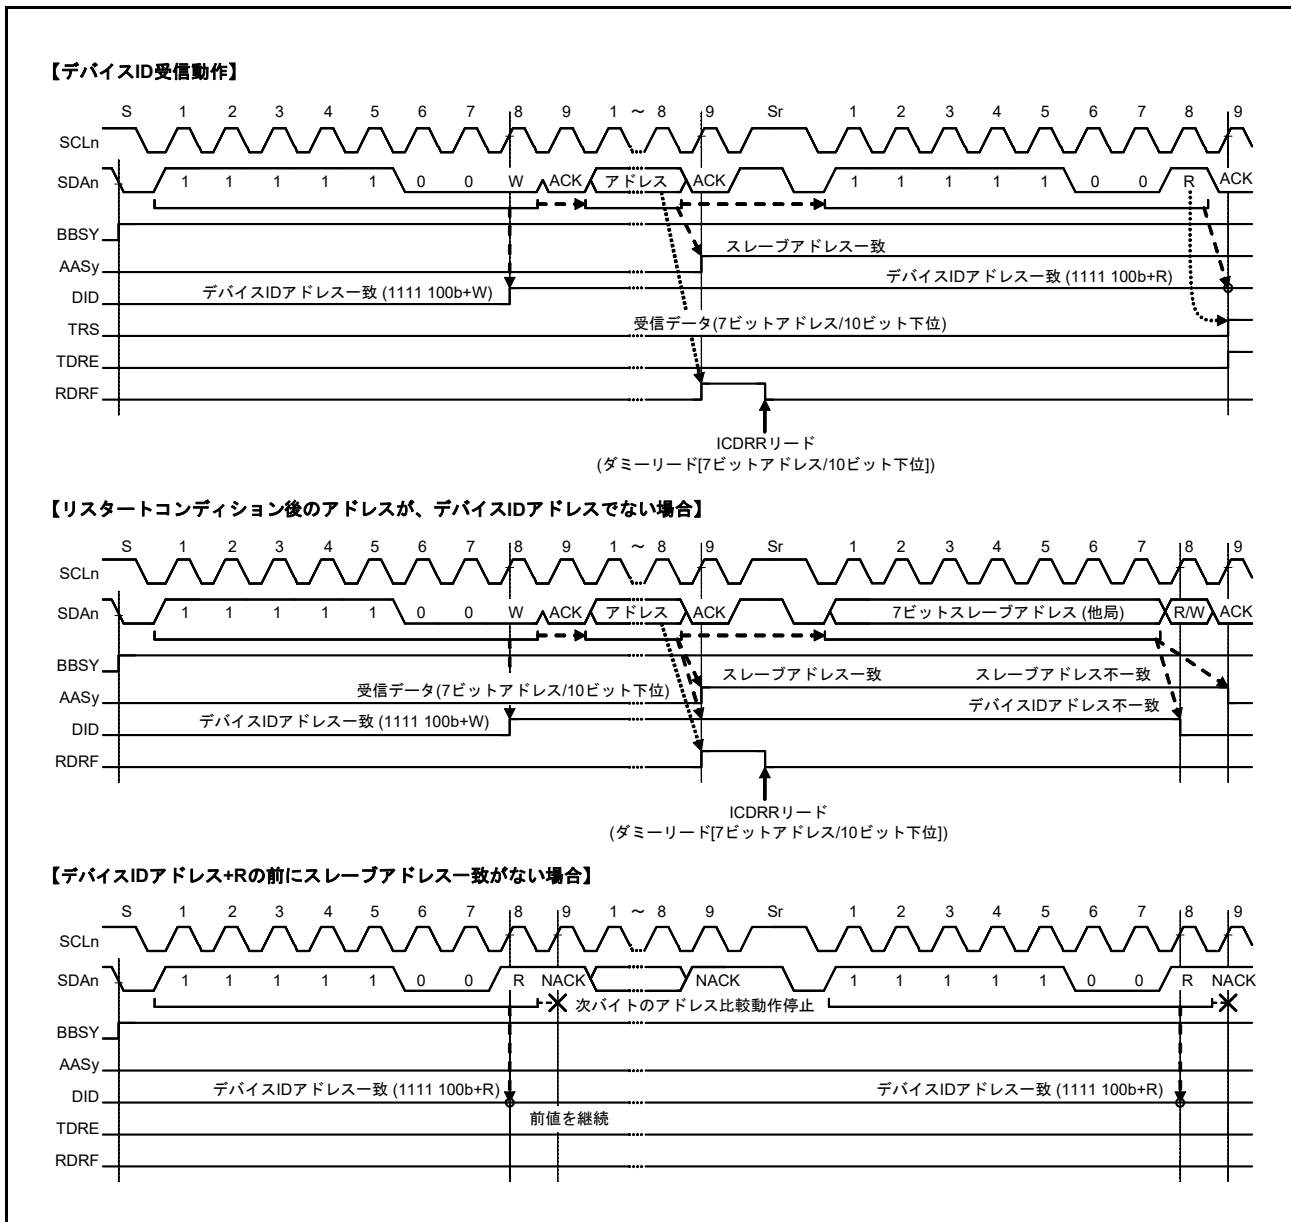 【デバイスID受信動作】
S 1 2 3 4 5 6 7 8 9 1 ～ 8 9 Sr 1 2 3 4 5 6 7 8 9
SCLn
SDAn 1 1 1 1 1 0 0 W ACK アドレス ACK 1 1 1 1 1 0 0 R ACK
BBSY
スレーブアドレス一致
AASy
デバイスIDアドレス一致 (1111 100b+W) デバイスIDアドレス一致 (1111 100b+R)
DID
受信データ(7ビットアドレス/10ビット下位)
TRS
TDRE
RDRF
ICDRRリード
(ダミーリード[7ビットアドレス/10ビット下位])
【リスタートコンディション後のアドレスが、デバイスIDアドレスでない場合】
S 1 2 3 4 5 6 7 8 9 1 ～ 8 9 Sr 1 2 3 4 5 6 7 8 9
SCLn
SDAn 1 1 1 1 1 0 0 W ACK アドレス ACK 7ビットスレーブアドレス (他局) R/W ACK
BBSY
スレーブアドレス一致 スレーブアドレス不一致
受信データ(7ビットアドレス/10ビット下位)
AASy
デバイスIDアドレス不一致
デバイスIDアドレス一致 (1111 100b+W)
DID
RDRF
ICDRRリード
(ダミーリード[7ビットアドレス/10ビット下位])
【デバイスIDアドレス+Rの前にスレーブアドレス一致がない場合】
S 1 2 3 4 5 6 7 8 9 1 ～ 8 9 Sr 1 2 3 4 5 6 7 8 9
SCLn
SDAn 1 1 1 1 1 0 0 R NACK NACK 1 1 1 1 1 0 0 R NACK
次バイトのアドレス比較動作停止
BBSY
AASy
デバイスIDアドレス一致 (1111 100b+R) デバイスIDアドレス一致 (1111 100b+R)
DID
前値を継続
TDRE
RDRF